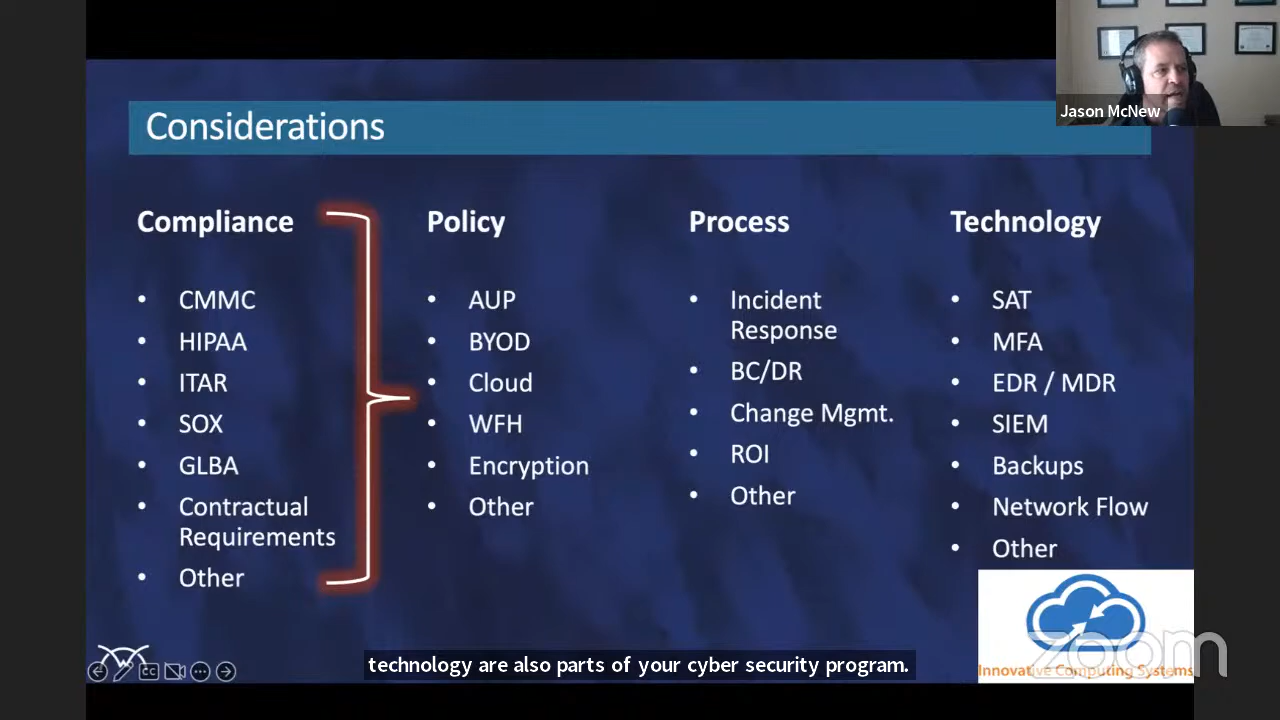 Jason McNew
Considerations
Compliance
• CMMC
• HIPAA
• ITAR
• SOX
• GLBA
• Contractual
Requirements
• Other
Policy
• AUP
• BYOD
• Cloud
• WFH
• Encryption
• Other
Process
• Incident
Response
• BC/DR
• Change Mgmt.
• ROI
• Other
Technology
• SAT
• MFA
• EDR / MDR
• SIEM
• Backups
• Network Flow
• Other
Innovative Computing Systems
zoom
CC
technology are also parts of your cyber security program.